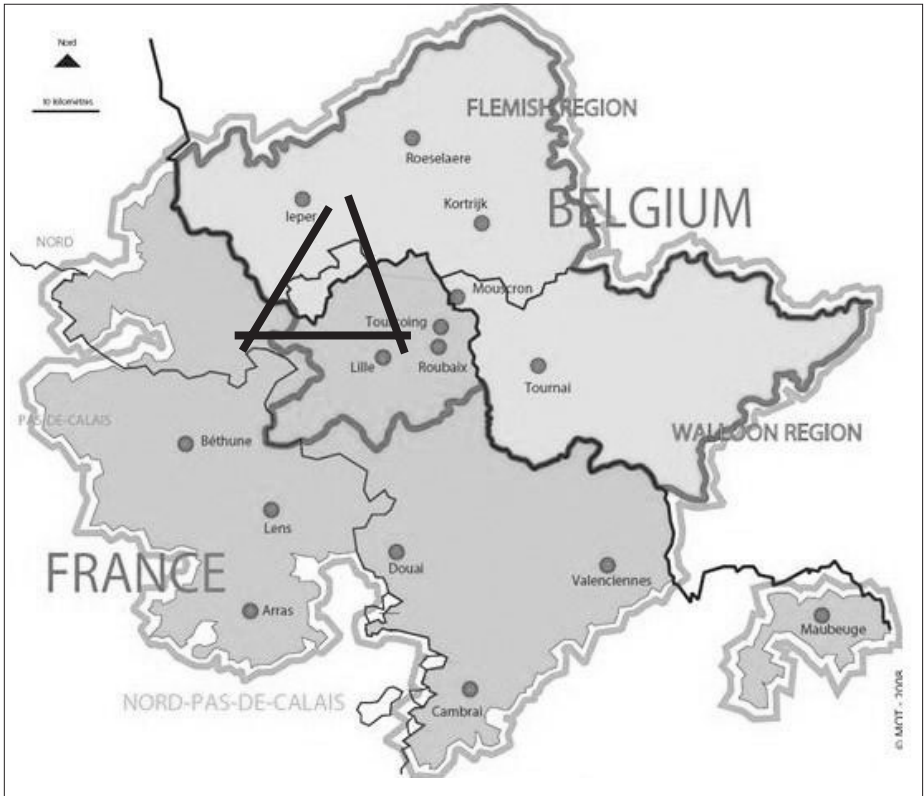 Nord
10 kilomètres
FLEMISH REGION
Roeselaere
Ieper
Kortrijk
BELGIUM
NORD
Mouscron
Tourcoing
Lille
Roubaix
Tournai
PAS-DE-CALAIS
Béthune
WALLOON REGION
Lens
FRANCE
Douai
Valenciennes
Arras
Maubeuge
NORD-PAS-DE-CALAIS
Cambrai
© MOT - 2008